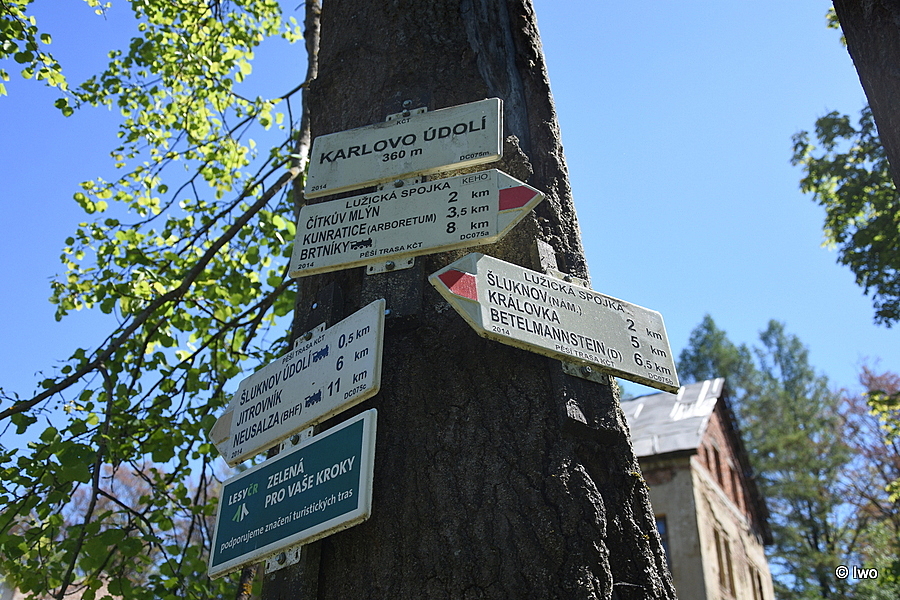 KČT
KARLOVO ÚDOLÍ
360 m
DC075m
LUŽICKÁ SPOJKA KEHO
ČÍTKŮV MLÝN 2 km
KUNRATICE (ARBORETUM) 3,5 km
BRTNÍKY 8 km
2014 PĚŠÍ TRASA KČT DC075a
LUŽICKÁ SPOJKA
ŠLUKNOV (NÁM.) 2 km
KRÁLOVKA 5 km
BETELMANNSTEIN (D) 6,5 km
2014 PĚŠÍ TRASA KČT DC075b
PĚŠÍ TRASA KČT
ŠLUKNOV ÚDOLÍ 0,5 km
JITROVNÍK 6 km
NEUSALZA (BHF) 11 km
2014 DC075c
LESY ČR ZELENÁ
PRO VAŠE KROKY
podporujeme značení turistických tras
© Iwo